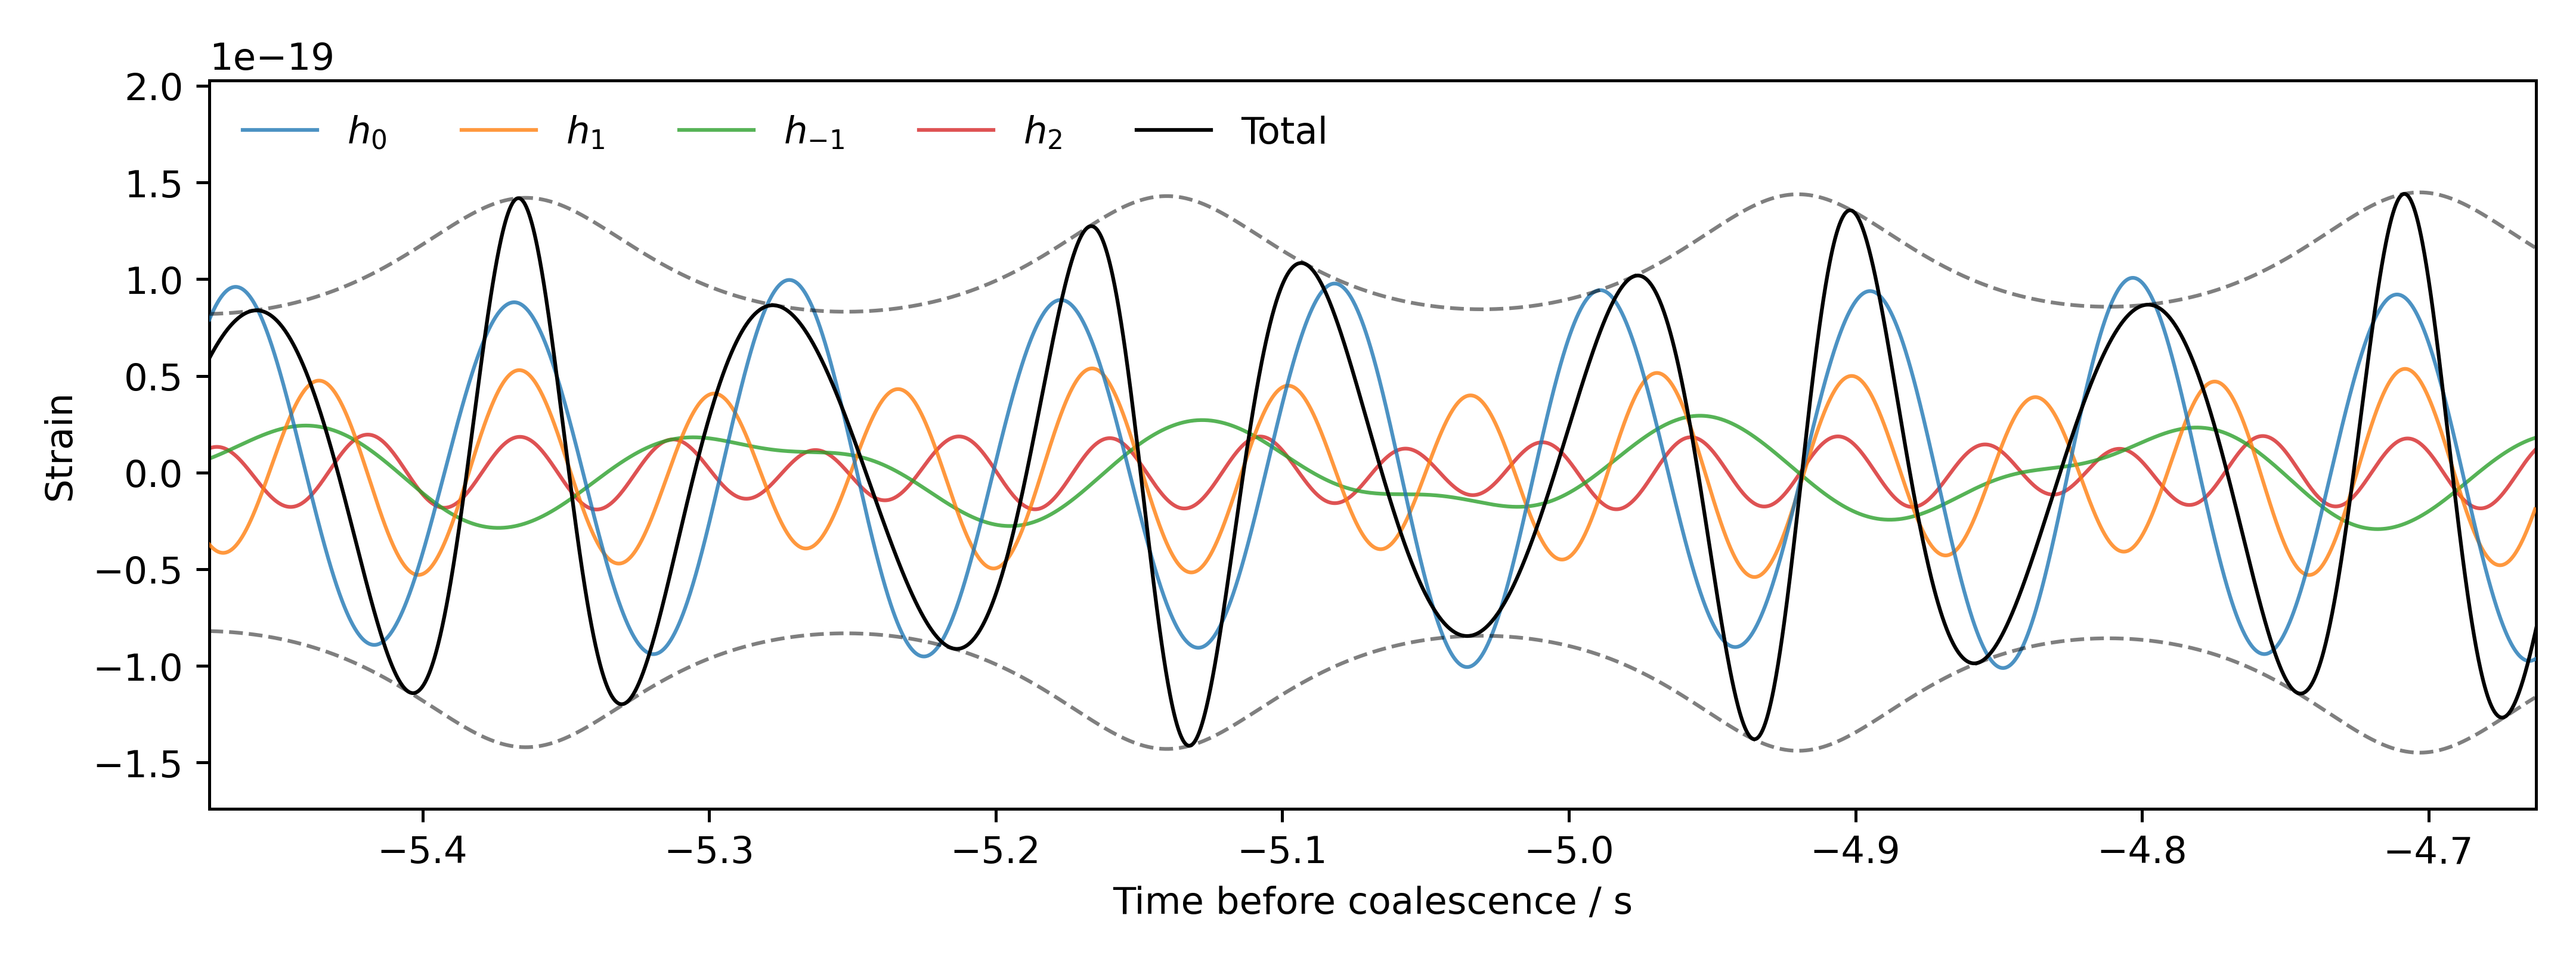 1e−19
2.0
1.5
1.0
0.5
0.0
−0.5
−1.0
−1.5
Strain
h₀ h₁ h₋₁ h₂ Total
−5.4 −5.3 −5.2 −5.1 −5.0 −4.9 −4.8 −4.7
Time before coalescence / s